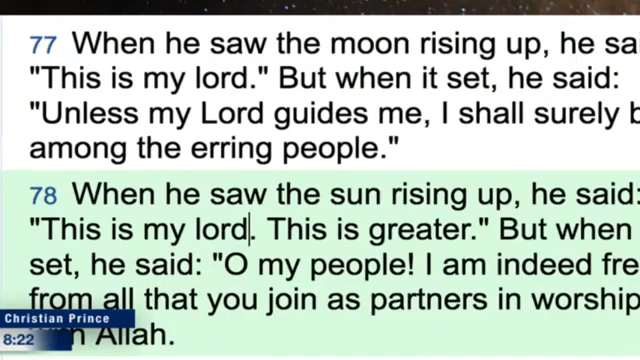 77 When he saw the moon rising up, he sai
"This is my lord." But when it set, he said:
"Unless my Lord guides me, I shall surely b
among the erring people."
78 When he saw the sun rising up, he said:
"This is my lord. This is greater." But when
set, he said: "O my people! I am indeed fre
from all that you join as partners in worship
Allah.
Christian Prince
8:22